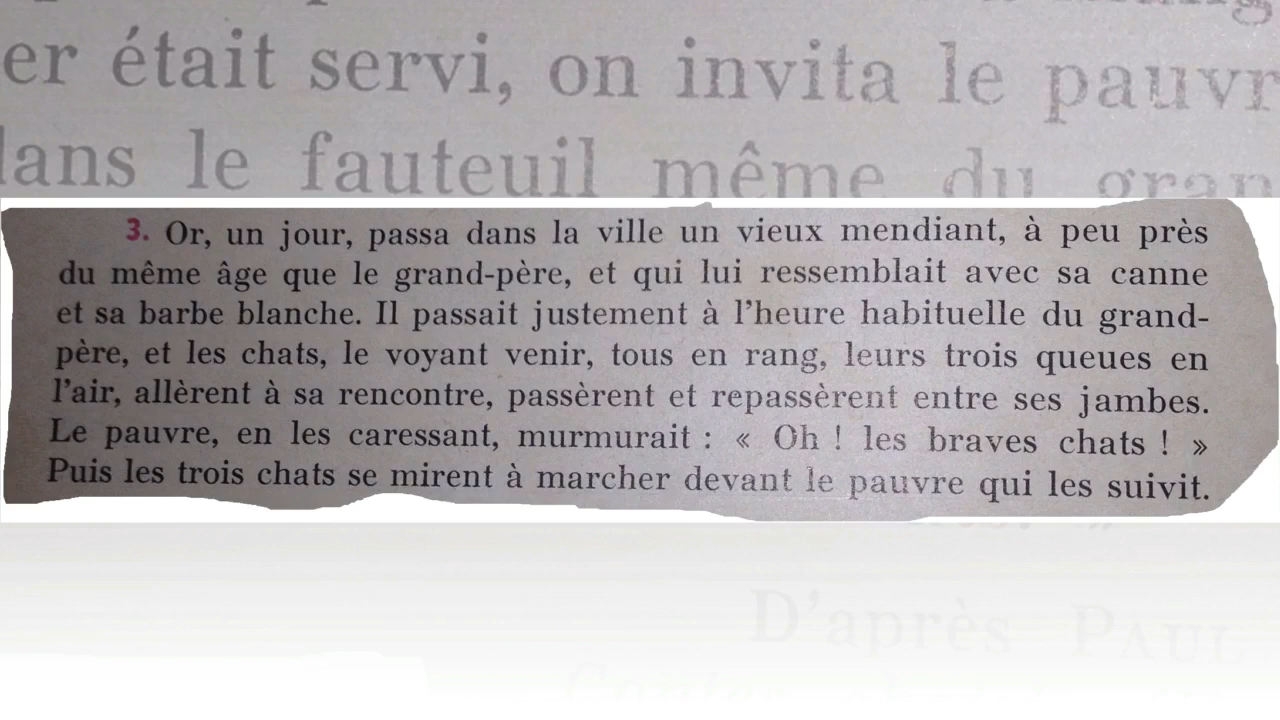 er était servi, on invita le pauvr
dans le fauteuil même du gran
3. Or, un jour, passa dans la ville un vieux mendiant, à peu près
du même âge que le grand-père, et qui lui ressemblait avec sa canne
et sa barbe blanche. Il passait justement à l'heure habituelle du grand-
père, et les chats, le voyant venir, tous en rang, leurs trois queues en
l'air, allèrent à sa rencontre, passèrent et repassèrent entre ses jambes.
Le pauvre, en les caressant, murmurait : « Oh ! les braves chats ! »
Puis les trois chats se mirent à marcher devant le pauvre qui les suivit.
D'après PAUL